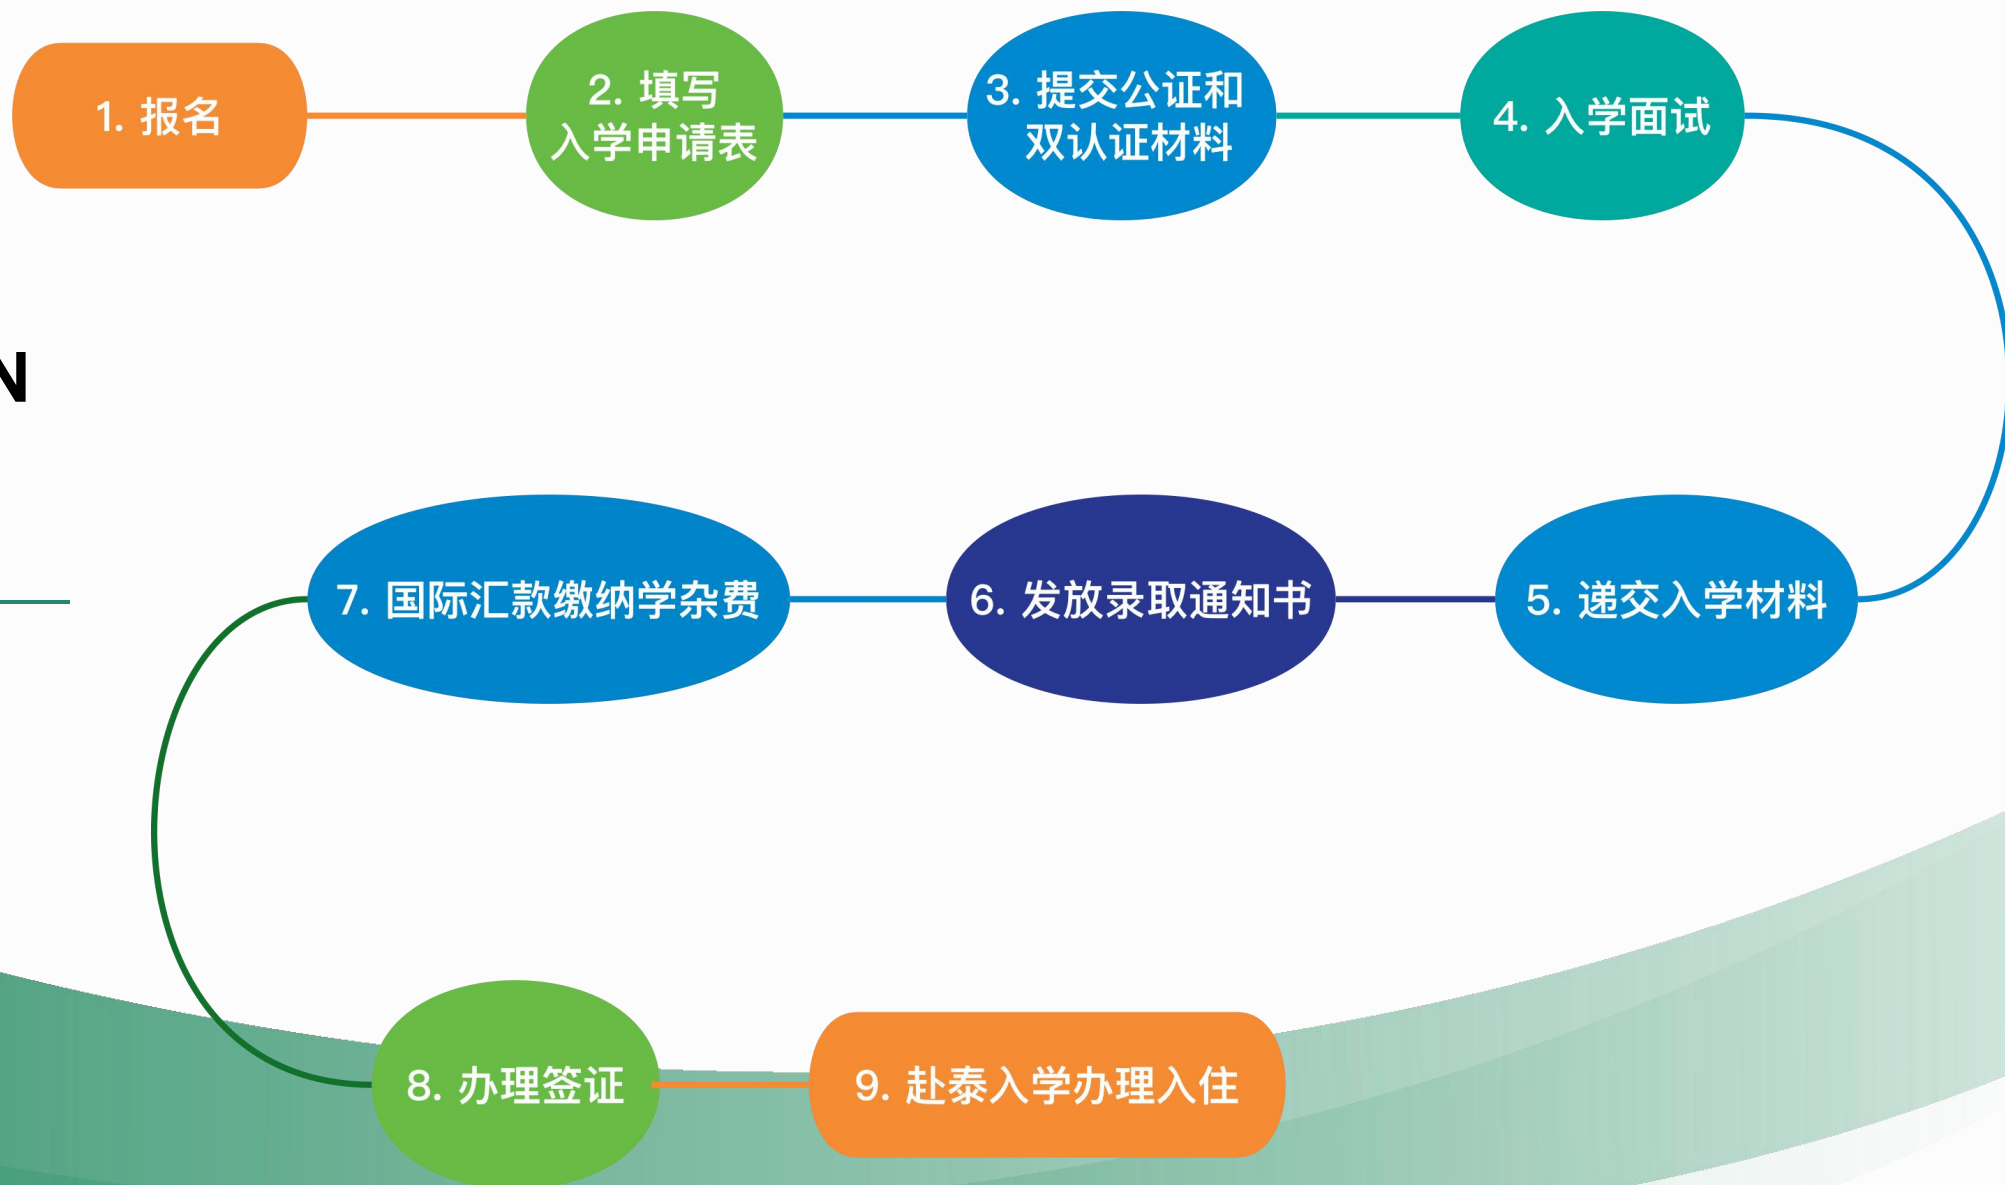 1. 报名
2. 填写
入学申请表
3. 提交公证和
双认证材料
4. 入学面试
N
7. 国际汇款缴纳学杂费
6. 发放录取通知书
5. 递交入学材料
8. 办理签证
9. 赴泰入学办理入住